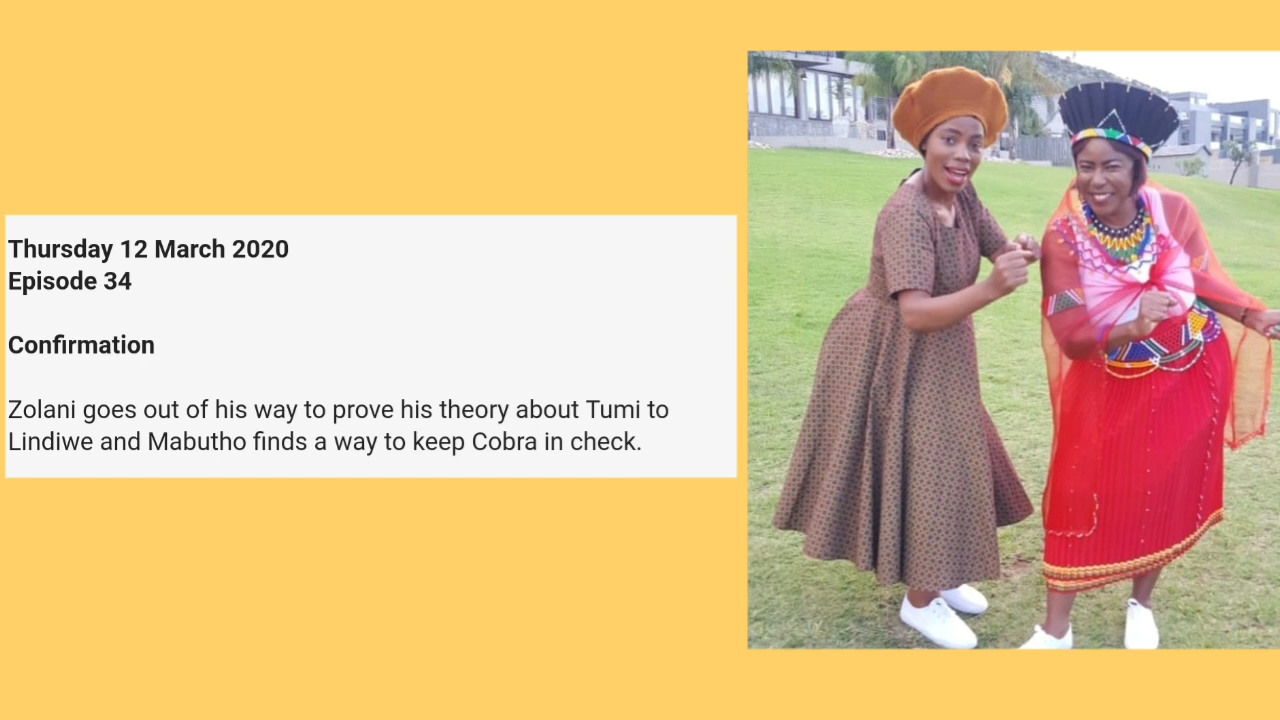 Thursday 12 March 2020
Episode 34
Confirmation
Zolani goes out of his way to prove his theory about Tumi to
Lindiwe and Mabutho finds a way to keep Cobra in check.